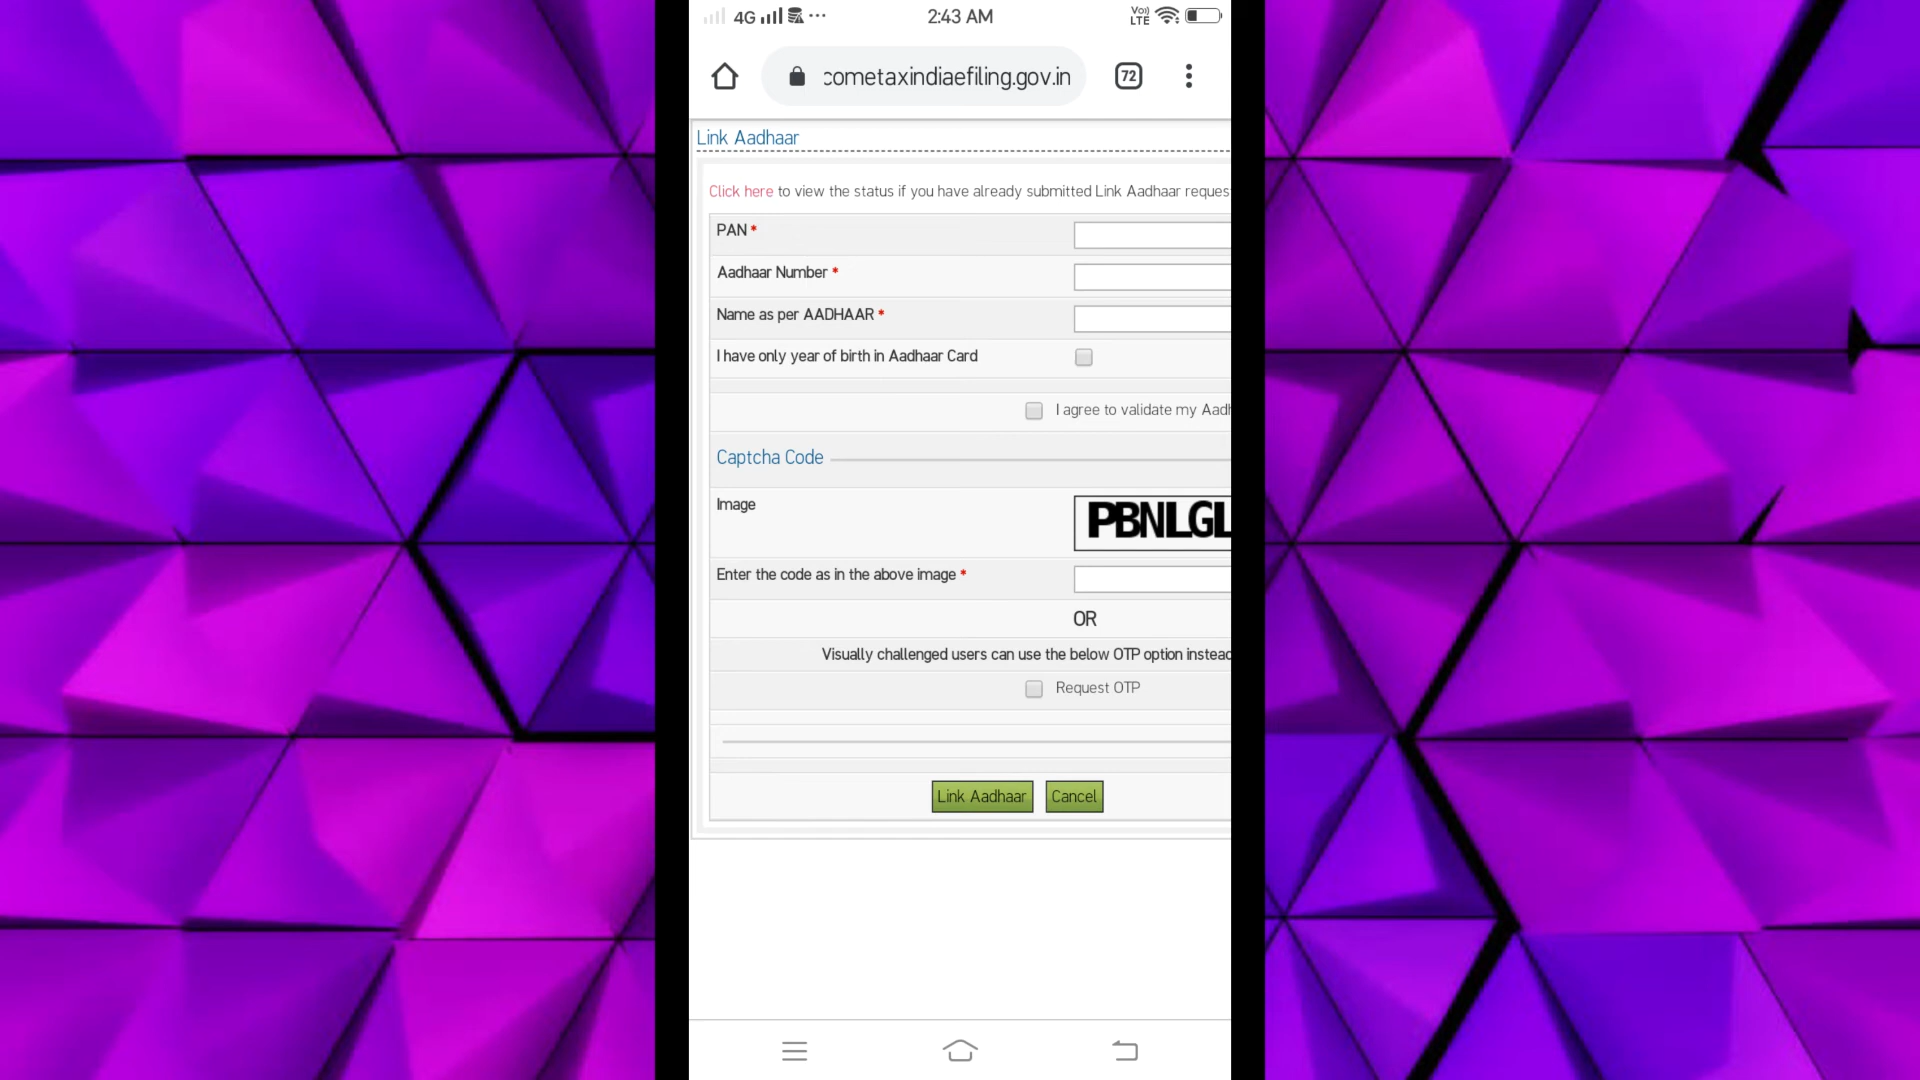 4G 2:43 AM Vo) LTE
cometaxindiaefiling.gov.in 72
Link Aadhaar
Click here to view the status if you have already submitted Link Aadhaar reques
PAN *
Aadhaar Number *
Name as per AADHAAR *
I have only year of birth in Aadhaar Card
I agree to validate my Aadh
Captcha Code
Image PBNLGL
Enter the code as in the above image *
OR
Visually challenged users can use the below OTP option instead
Request OTP
Link Aadhaar Cancel